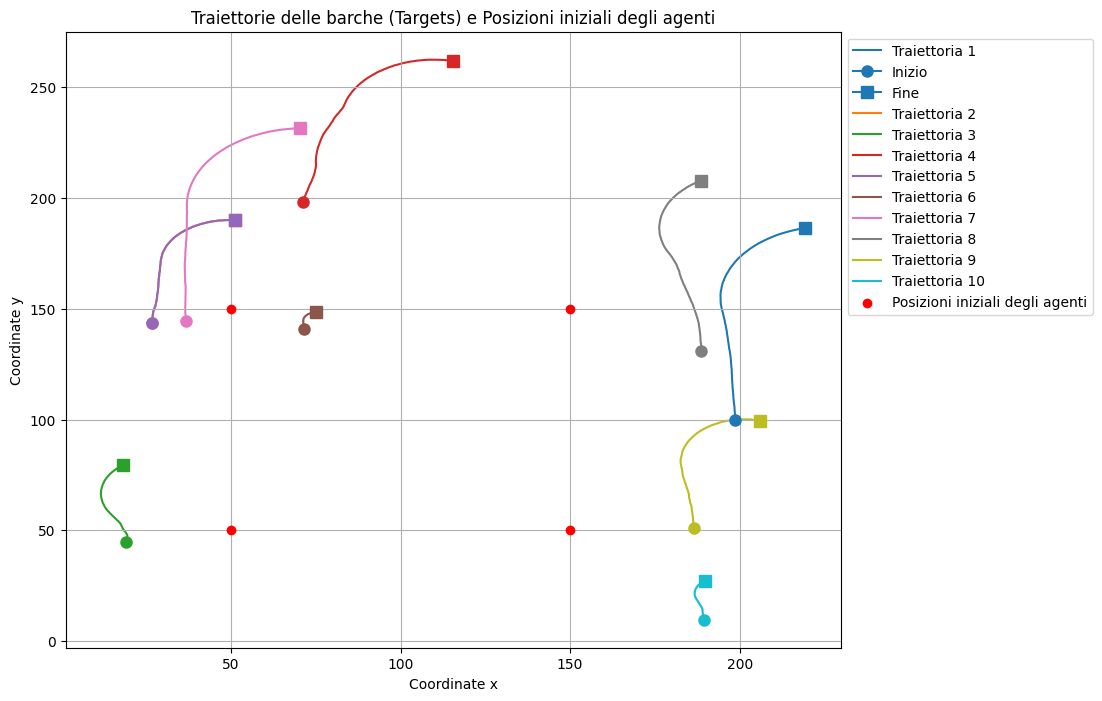 Traiettorie delle barche (Targets) e Posizioni iniziali degli agenti
Coordinate y
250
200
150
100
50
0
50
100
150
200
Coordinate x
Traiettoria 1
Inizio
Fine
Traiettoria 2
Traiettoria 3
Traiettoria 4
Traiettoria 5
Traiettoria 6
Traiettoria 7
Traiettoria 8
Traiettoria 9
Traiettoria 10
Posizioni iniziali degli agenti